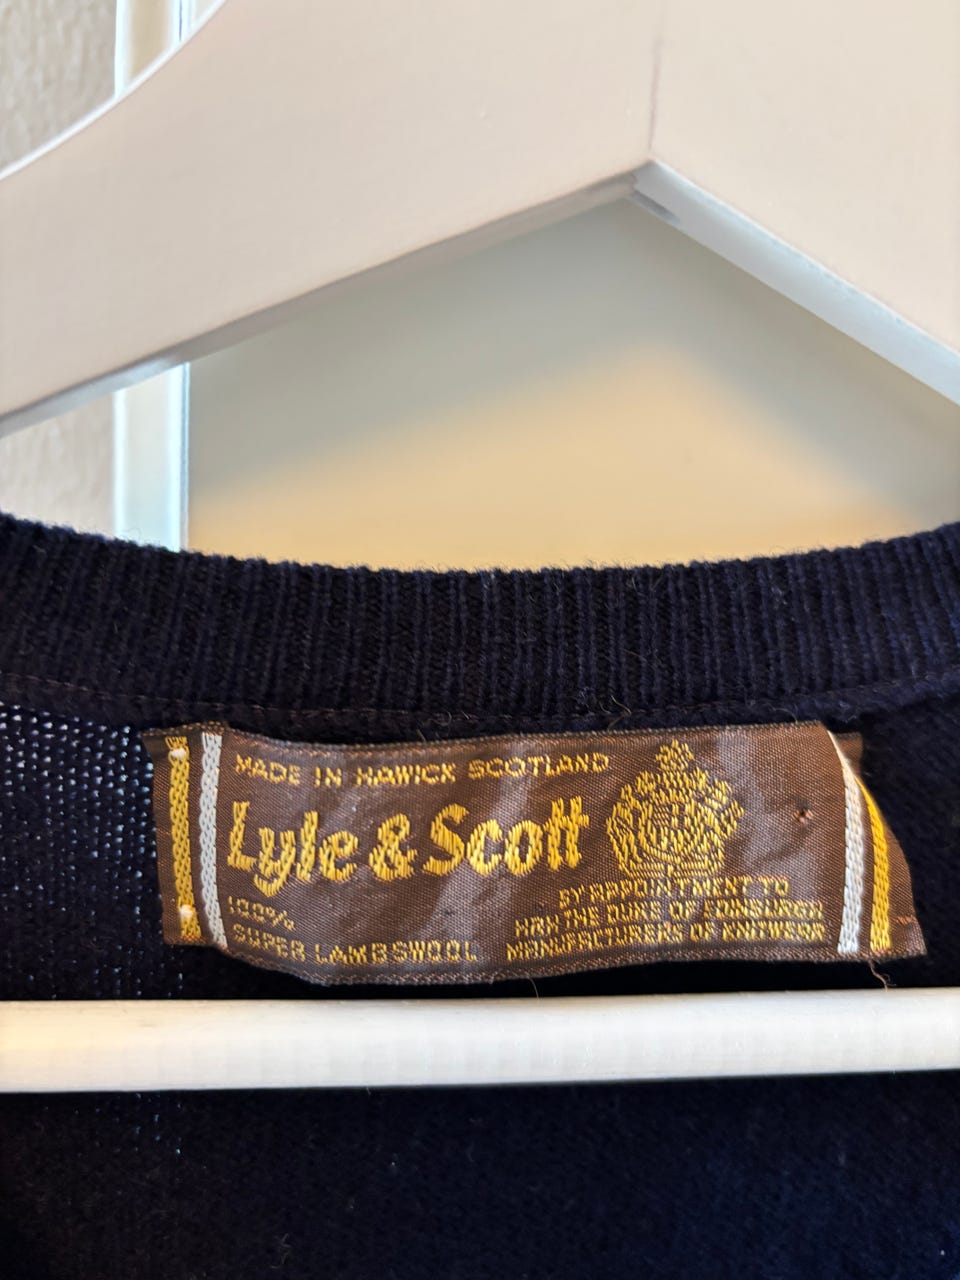 MADE IN HAWICK SCOTLAND
Lyle & Scott
100%
SUPER LAMBSWOOL
BY APPOINTMENT TO
HRH THE DUKE OF EDINBURGH
MANUFACTURERS OF KNITWEAR